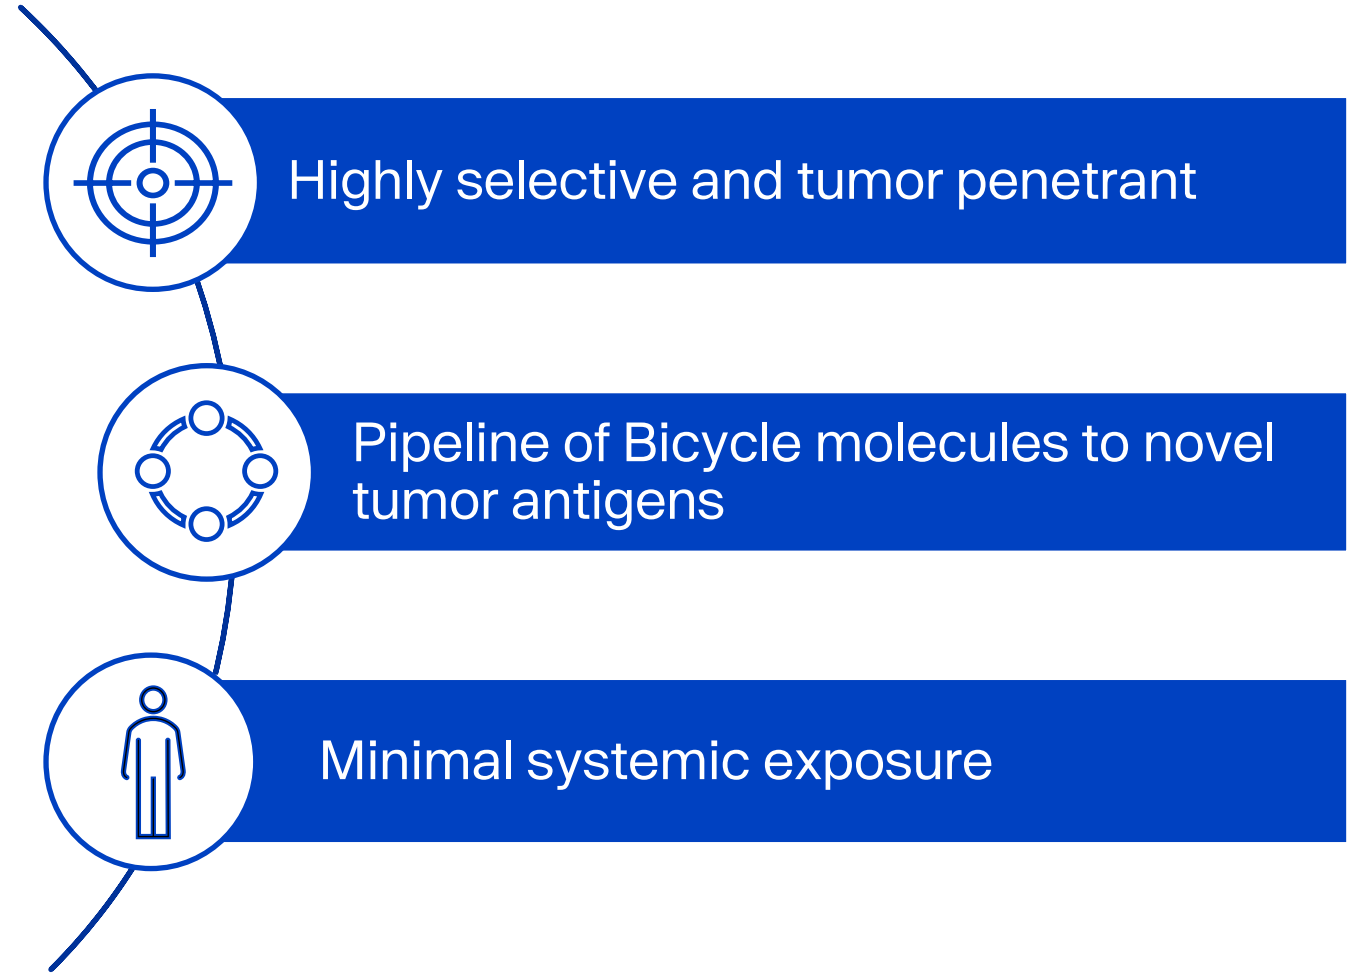 Highly selective and tumor penetrant
Pipeline of Bicycle molecules to novel
tumor antigens
Minimal systemic exposure